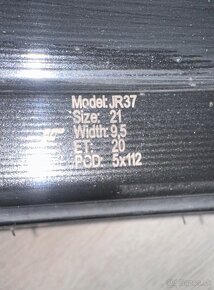 Model: JR37
Size: 21
Width: 9,5
ET: 20
PCD: 5x112